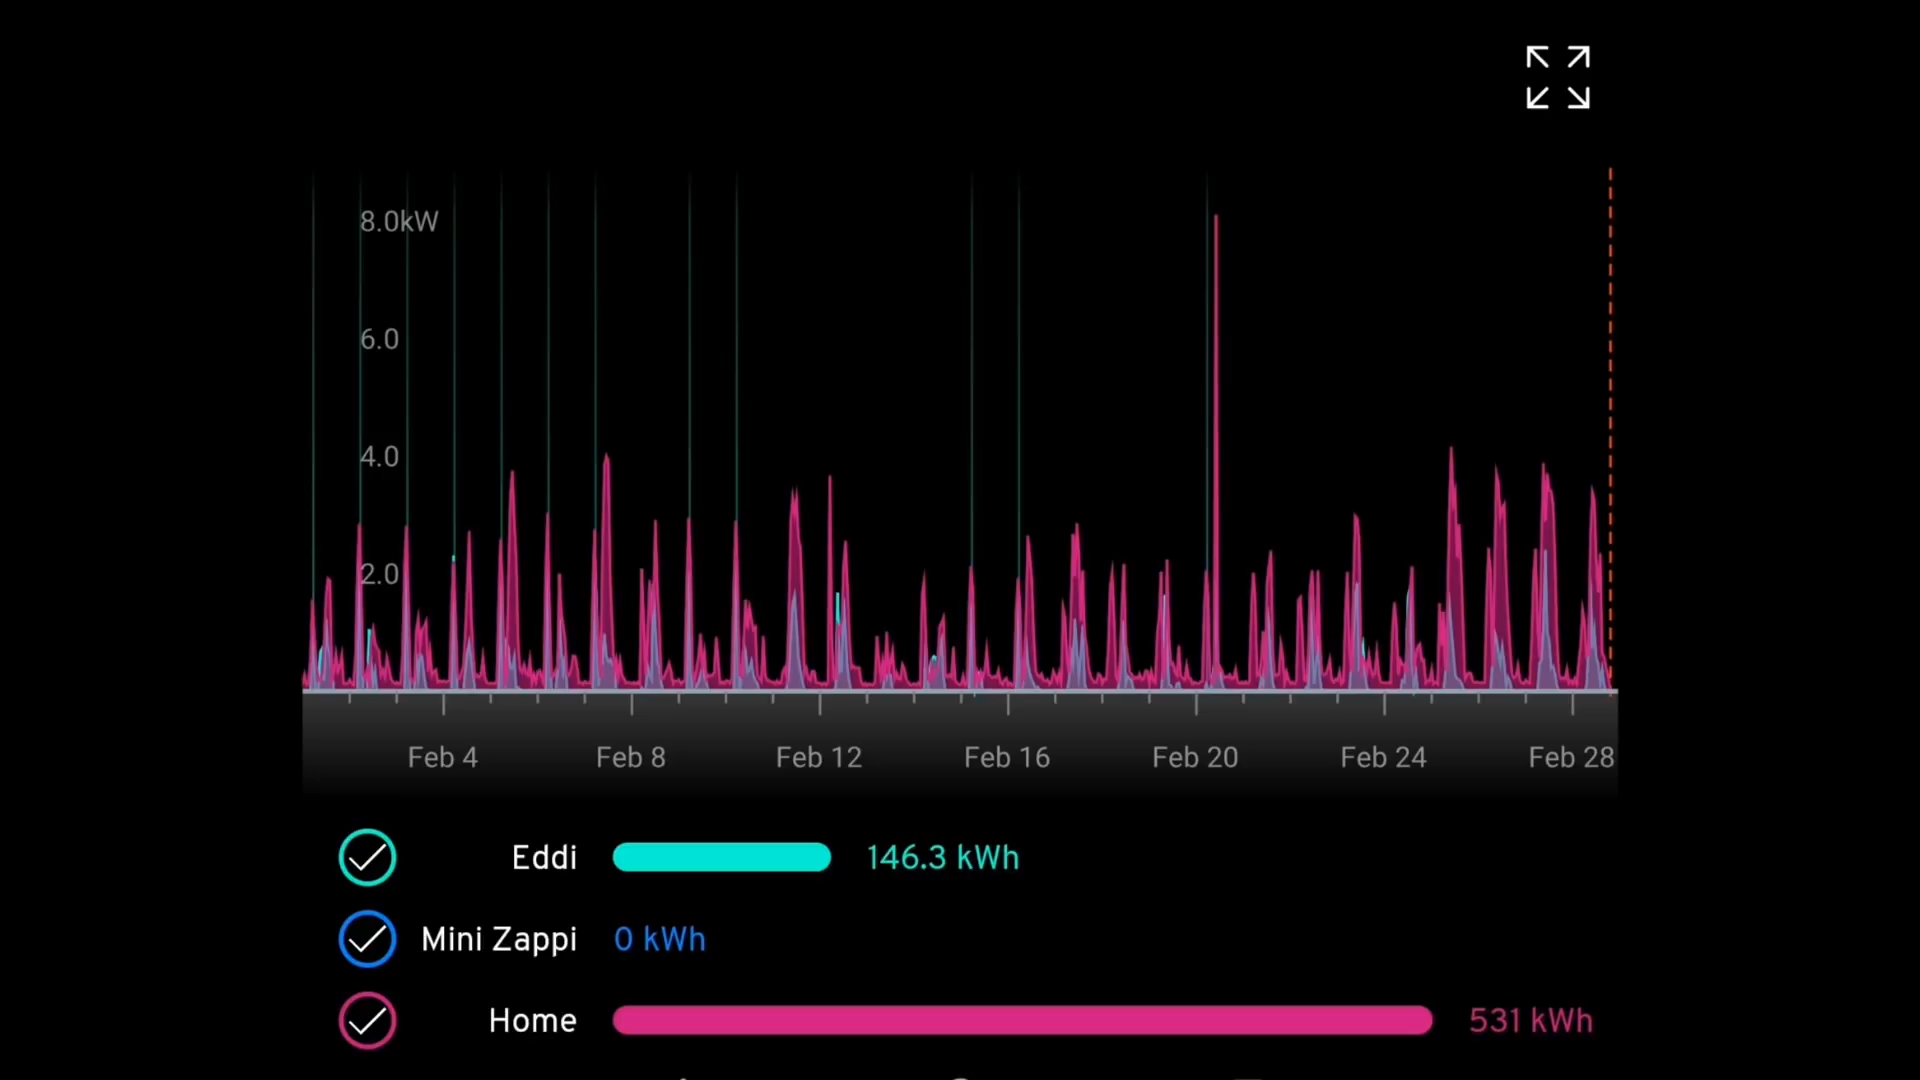 8.0kW
6.0
4.0
2.0
Feb 4 Feb 8 Feb 12 Feb 16 Feb 20 Feb 24 Feb 28
Eddi 146.3 kWh
Mini Zappi 0 kWh
Home 531 kWh